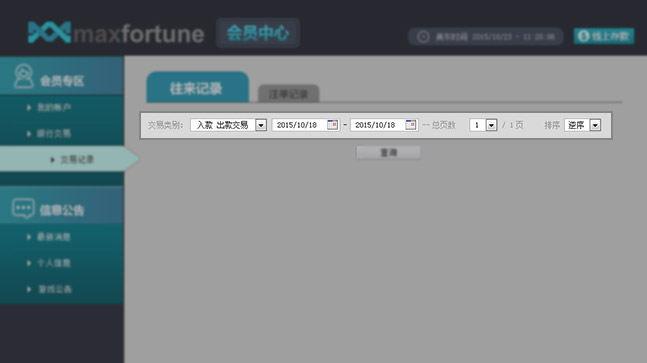 maxfortune 会员中心
美东时间 2015/10/23 - 11:20:06 线上存款
会员专区
我的帐户
银行交易
交易记录
信息公告
最新消息
个人信息
游戏公告
往来记录 注单记录
交易类别: 入款 出款交易 2015/10/18 - 2015/10/18 -- 总页数 1 / 1 页 排序 逆序
查询